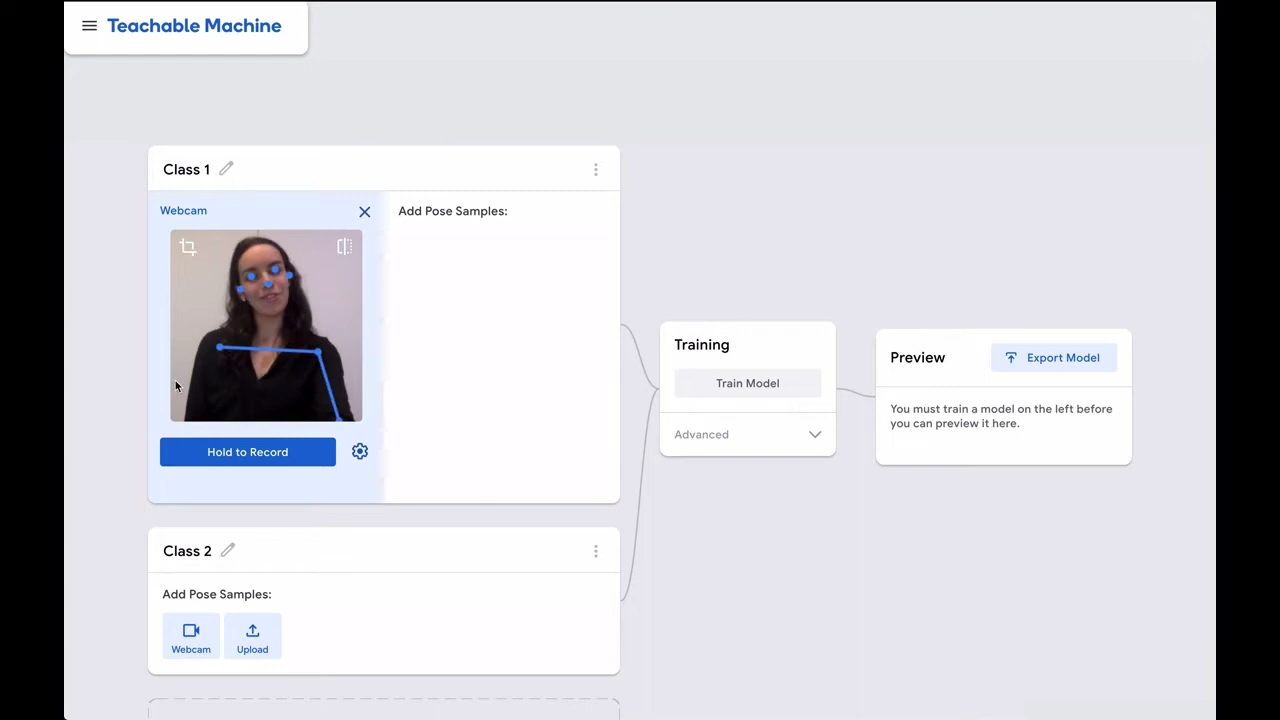 Teachable Machine
Class 1
Webcam
Add Pose Samples:
Hold to Record
Class 2
Add Pose Samples:
Webcam
Upload
Training
Train Model
Advanced
Preview
Export Model
You must train a model on the left before
you can preview it here.